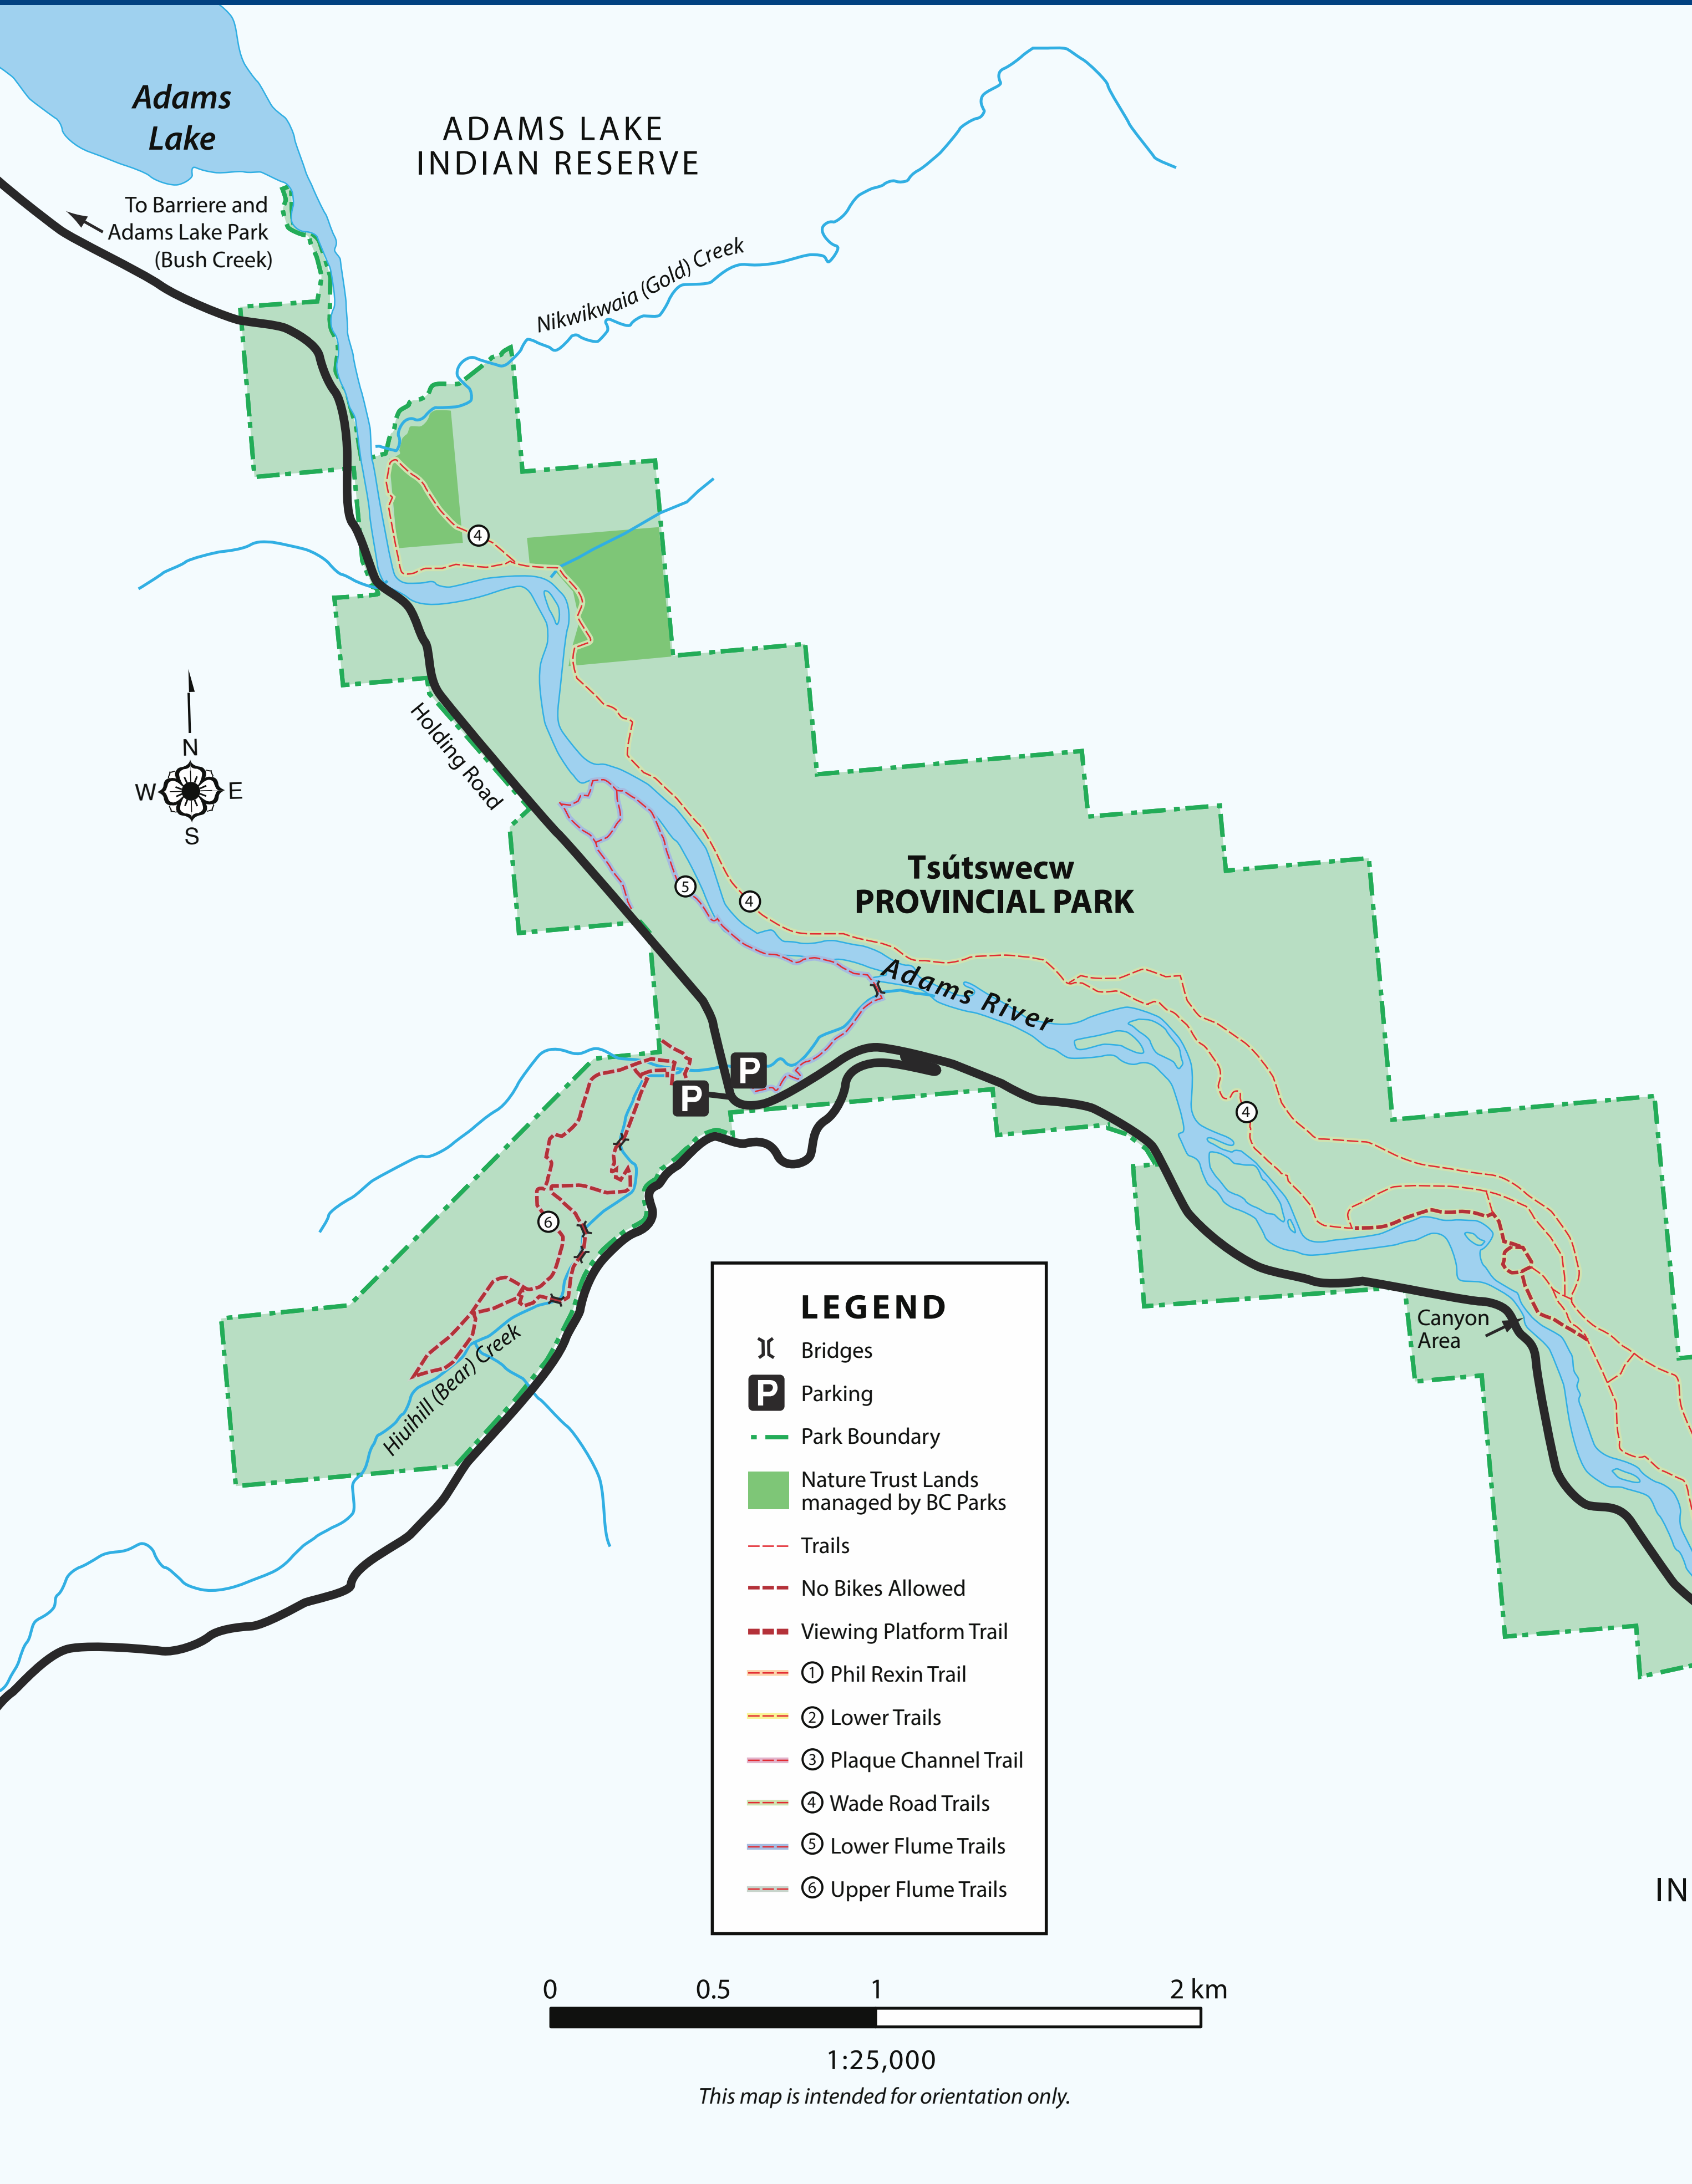 Adams
Lake
ADAMS LAKE
INDIAN RESERVE
To Barriere and
Adams Lake Park
(Bush Creek)
Nikwikwaia (Gold) Creek
4
N
W E
S
Holding Road
5
4
Tsútswecw
PROVINCIAL PARK
Adams River
P
P
4
6
Canyon
Area
Hiuihill (Bear) Creek
LEGEND
Bridges
P Parking
Park Boundary
Nature Trust Lands
managed by BC Parks
Trails
No Bikes Allowed
Viewing Platform Trail
1 Phil Rexin Trail
2 Lower Trails
3 Plaque Channel Trail
4 Wade Road Trails
5 Lower Flume Trails
6 Upper Flume Trails
IN
0 0.5 1 2 km
1:25,000
This map is intended for orientation only.